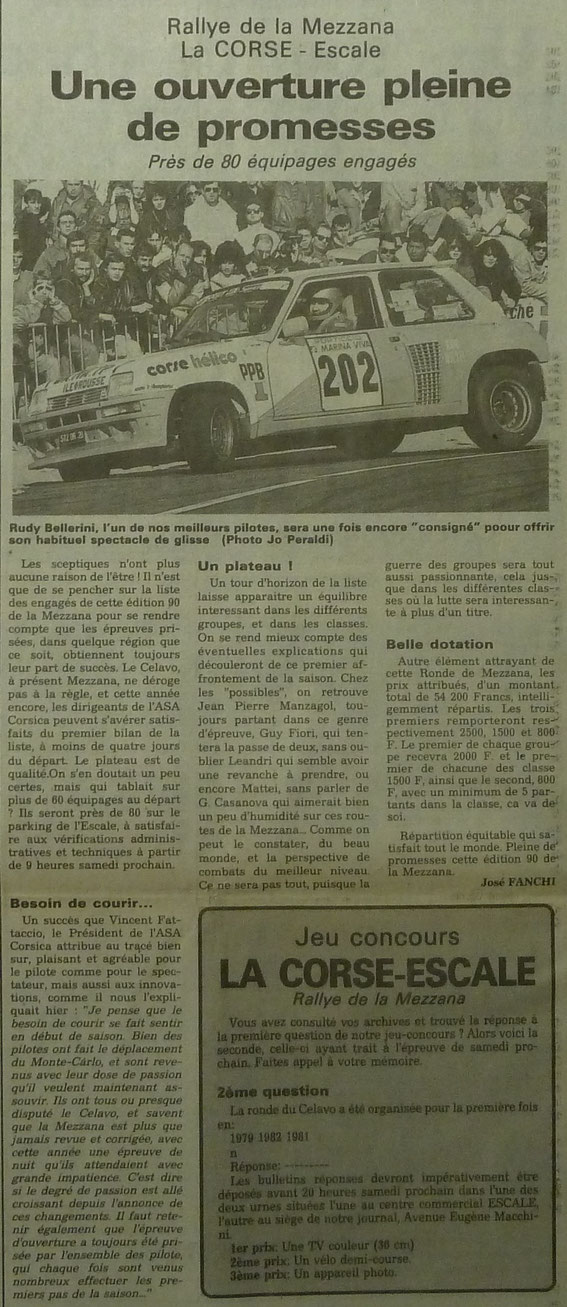 Rallye de la Mezzana
La CORSE - Escale
Une ouverture pleine
de promesses
Près de 80 équipages engagés
LEMROUSSE
corse hélico
PPB
1
MARINA VIVA
202
che
Rudy Bellerini, l'un de nos meilleurs pilotes, sera une fois encore "consigné" poour offrir
son habituel spectacle de glisse (Photo Jo Peraldi)
Les sceptiques n'ont plus
aucune raison de l'être ! Il n'est
que de se pencher sur la liste
des engagés de cette édition 90
de la Mezzana pour se rendre
compte que les épreuves pri-
sées, dans quelque région que
ce soit, obtiennent toujours
leur part de succès. Le Celavo,
à présent Mezzana, ne déroge
pas à la règle, et cette année
encore, les dirigeants de l'ASA
Corsica peuvent s'avérer satis-
faits du premier bilan de la
liste, à moins de quatre jours
du départ. Le plateau est de
qualité.On s'en doutait un peu
certes, mais qui tablait sur
plus de 60 équipages au départ
? Ils seront près de 80 sur le
parking de l'Escale, à satisfai-
re aux vérifications adminis-
tratives et techniques à partir
de 9 heures samedi prochain.
Besoin de courir...
Un succès que Vincent Fat-
taccio, le Président de l'ASA
Corsica attribue au tracé bien
sur, plaisant et agréable pour
le pilote comme pour le spec-
tateur, mais aussi aux innova-
tions, comme il nous l'expli-
quait hier : "Je pense que le
besoin de courir se fait sentir
en début de saison. Bien des
pilotes ont fait le déplacement
du Monte-Cârlo, et sont reve-
nus avec leur dose de passion
qu'il veulent maintenant as-
souvir. Ils ont tous ou presque
disputé le Celavo, et savent
que la Mezzana est plus que
jamais revue et corrigée, avec
cette année une épreuve de
nuit qu'ils attendaient avec
grande impatience. C'est dire
si le degré de passion est allé
croissant depuis l'annonce de
ces changements. Il faut rete-
nir également que l'épreuve
d'ouverture a toujours été pri-
sée par l'ensemble des pilote,
qui chaque fois sont venus
nombreux effectuer les pre-
miers pas de la saison..."
Un plateau !
Un tour d'horizon de la liste
laisse apparaitre un équilibre
interessant dans les différents
groupes, et dans les classes.
On se rend mieux compte des
éventuelles explications qui
découleront de ce premier af-
frontement de la saison. Chez
les "possibles", on retrouve
Jean Pierre Manzagol, tou-
jours partant dans ce genre
d'épreuve, Guy Fiori, qui ten-
tera la passe de deux, sans ou-
blier Leandri qui semble avoir
une revanche à prendre, ou
encore Mattei, sans parler de
G. Casanova qui aimerait bien
un peu d'humidité sur ces rou-
tes de la Mezzana... Comme on
peut le constater, du beau
monde, et la perspective de
combats du meilleur niveau.
Ce ne sera pas tout, puisque la
guerre des groupes sera tout
aussi passionnante, cela jus-
que dans les différentes clas-
ses où la lutte sera interessan-
te à plus d'un titre.
Belle dotation
Autre élément attrayant de
cette Ronde de Mezzana, les
prix attribués, d'un montant
total de 54 200 Francs, intelli-
gemment répartis. Les trois
premiers remporteront res-
pectivement 2500, 1500 et 800
F. Le premier de chaque grou-
pe recevra 2000 F. et le pre-
mier de chacune des classe
1500 F, ainsi que le second, 800
F, avec un minimum de 5 par-
tants dans la classe, ca va de
soi.
Répartition équitable qui sa-
tisfait tout le monde. Pleine de
promesses cette édition 90 de
la Mezzana.
José FANCHI
Jeu concours
LA CORSE-ESCALE
Rallye de la Mezzana
Vous avez consulté vos archives et trouvé la réponse à
la première question de notre jeu-concours ? Alors voici la
seconde, celle-ci ayant trait à l'épreuve de samedi pro-
chain. Faites appel à votre mémoire.
2ème question
La ronde du Celavo a été organisée pour la première fois
en:
1979 1982 1981
n
Réponse: ----------
Les bulletins réponses devront impérativement être
déposés avant 20 heures samedi prochain dans l'une des
deux urnes situées l'une au centre commercial ESCALE,
l'autre au siège de notre journal, Avenue Eugène Macchi-
ni.
1er prix: Une TV couleur (36 cm)
2ème prix: Un vélo demi-course.
3ème prix: Un appareil photo.